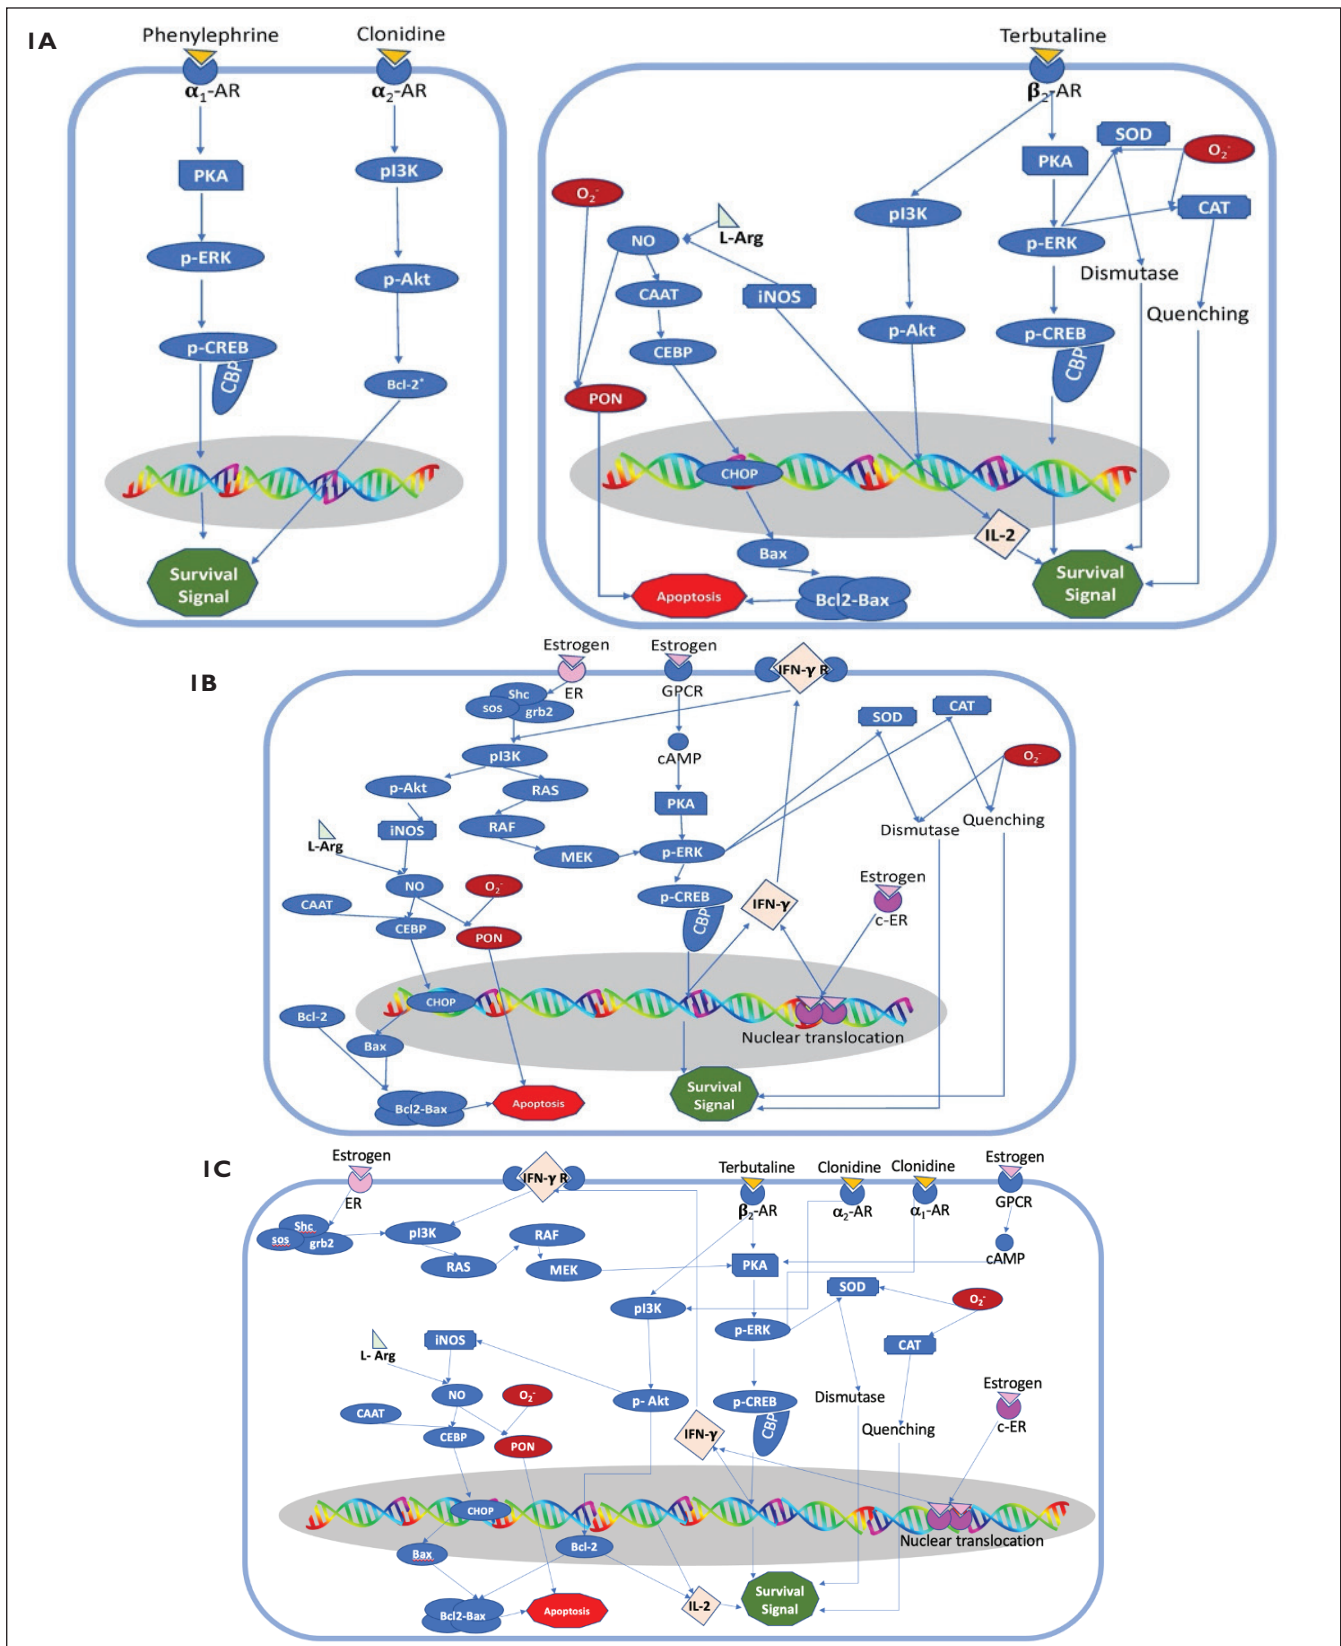 1A
Phenylephrine
Clonidine
α1-AR
α2-AR
PKA
pI3K
p-ERK
p-Akt
p-CREB
CBP
Bcl-2*
Survival
Signal
Terbutaline
β2-AR
SOD
O2-
PKA
CAT
O2-
pI3K
L-Arg
NO
p-ERK
Dismutase
CAAT
iNOS
Quenching
p-Akt
p-CREB
CBP
CEBP
PON
CHOP
IL-2
Bax
Survival
Signal
Apoptosis
Bcl2-Bax
1B
Estrogen
Estrogen
IFN-γ R
ER
GPCR
Shc
sos
grb2
SOD
CAT
pI3K
cAMP
O2-
p-Akt
RAS
PKA
iNOS
RAF
Dismutase
Quenching
L-Arg
MEK
p-ERK
NO
O2-
p-CREB
CBP
IFN-γ
Estrogen
c-ER
CAAT
CEBP
PON
CHOP
Bcl-2
Nuclear translocation
Bax
Survival
Signal
Bcl2-Bax
Apoptosis
1C
Estrogen
IFN-γ R
Terbutaline
Clonidine
Clonidine
Estrogen
ER
β2-AR
α2-AR
α1-AR
GPCR
Shc
sos
grb2
pI3K
RAF
cAMP
RAS
MEK
PKA
SOD
O2-
pI3K
p-ERK
CAT
iNOS
L- Arg
NO
O2-
p- Akt
p-CREB
CBP
Dismutase
Estrogen
c-ER
CAAT
CEBP
PON
IFN-γ
Quenching
CHOP
Nuclear translocation
Bax
Bcl-2
Survival
Signal
Bcl2-Bax
Apoptosis
IL-2